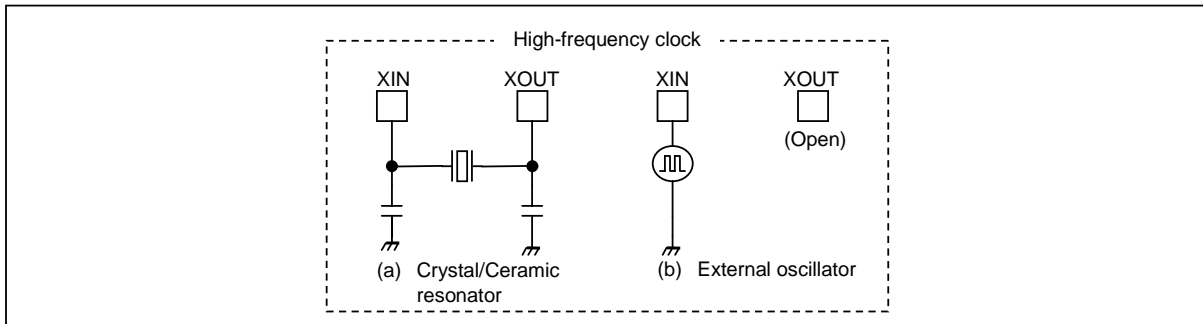 High-frequency clock
XIN XOUT XIN XOUT
(Open)
(a) Crystal/Ceramic
resonator
(b) External oscillator